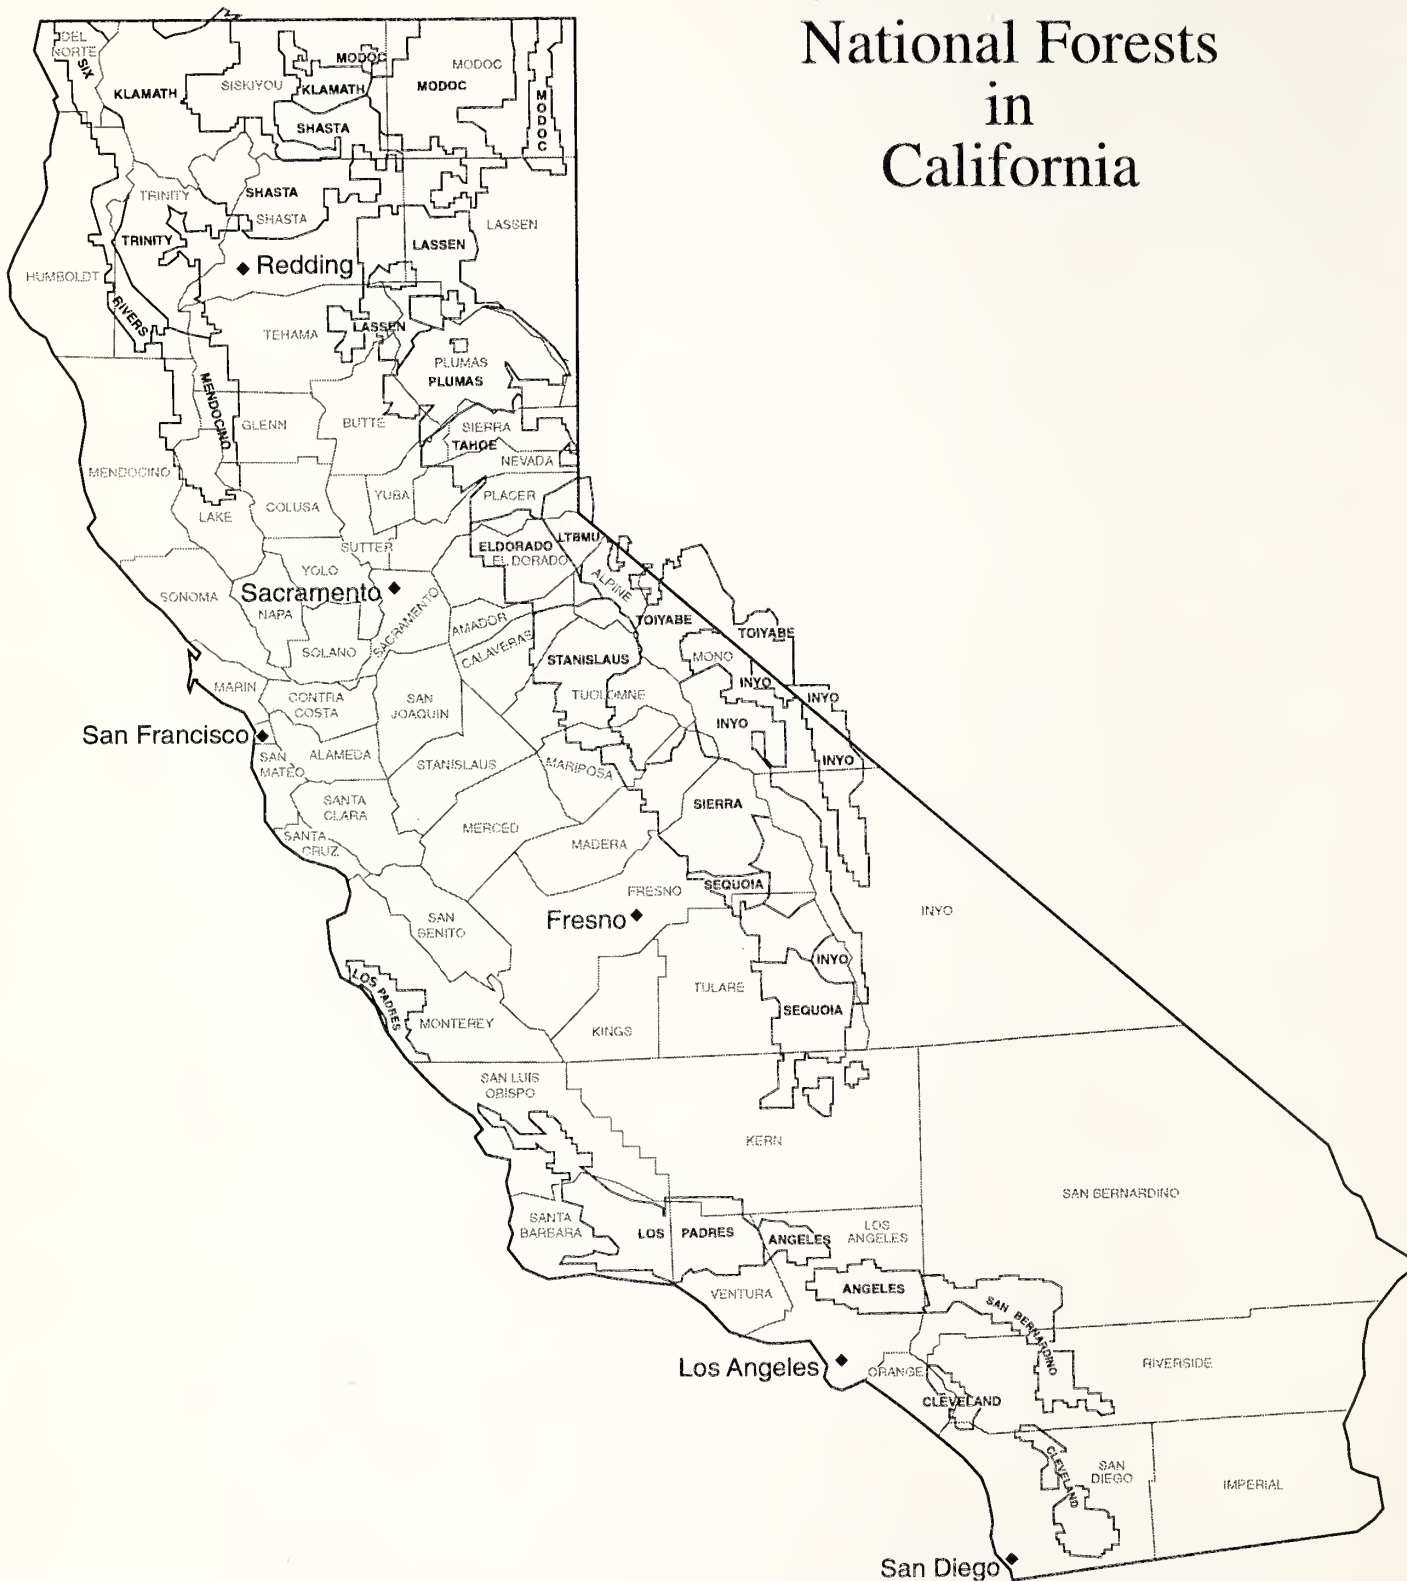 National Forests
in
California
DEL
NORTE
SIX
KLAMATH
SISKIYOU
MODOC
KLAMATH
MODOC
MODOC
MODOC
SHASTA
TRINITY
SHASTA
SHASTA
TRINITY
LASSEN
LASSEN
HUMBOLDT
Redding
RIVERS
TEHAMA
LASSEN
PLUMAS
PLUMAS
MENDOCINO
GLENN
BUTTE
SIERRA
TAHOE
NEVADA
MENDOCINO
LAKE
COLUSA
YUBA
PLACER
SUTTER
ELDORADO
EL DORADO
LTBMU
YOLO
ALPINE
SONOMA
Sacramento
NAPA
SACRAMENTO
AMADOR
TOIYABE
TOIYABE
SOLANO
CALAVERAS
STANISLAUS
MONO
MARIN
CONTRA
COSTA
SAN
JOAQUIN
TUOLOMNE
INYO
INYO
INYO
San Francisco
SAN
MATEO
ALAMEDA
STANISLAUS
MARIPOSA
INYO
SANTA
CLARA
SIERRA
SANTA
CRUZ
MERCED
MADERA
FRESNO
SEQUOIA
SAN
BENITO
Fresno
INYO
INYO
LOS PADRES
TULARE
MONTEREY
KINGS
SEQUOIA
SAN LUIS
OBISPO
KERN
SAN BERNARDINO
SANTA
BARBARA
LOS PADRES
ANGELES
LOS
ANGELES
VENTURA
ANGELES
SAN BERNARDINO
Los Angeles
ORANGE
RIVERSIDE
CLEVELAND
CLEVELAND
SAN
DIEGO
IMPERIAL
San Diego